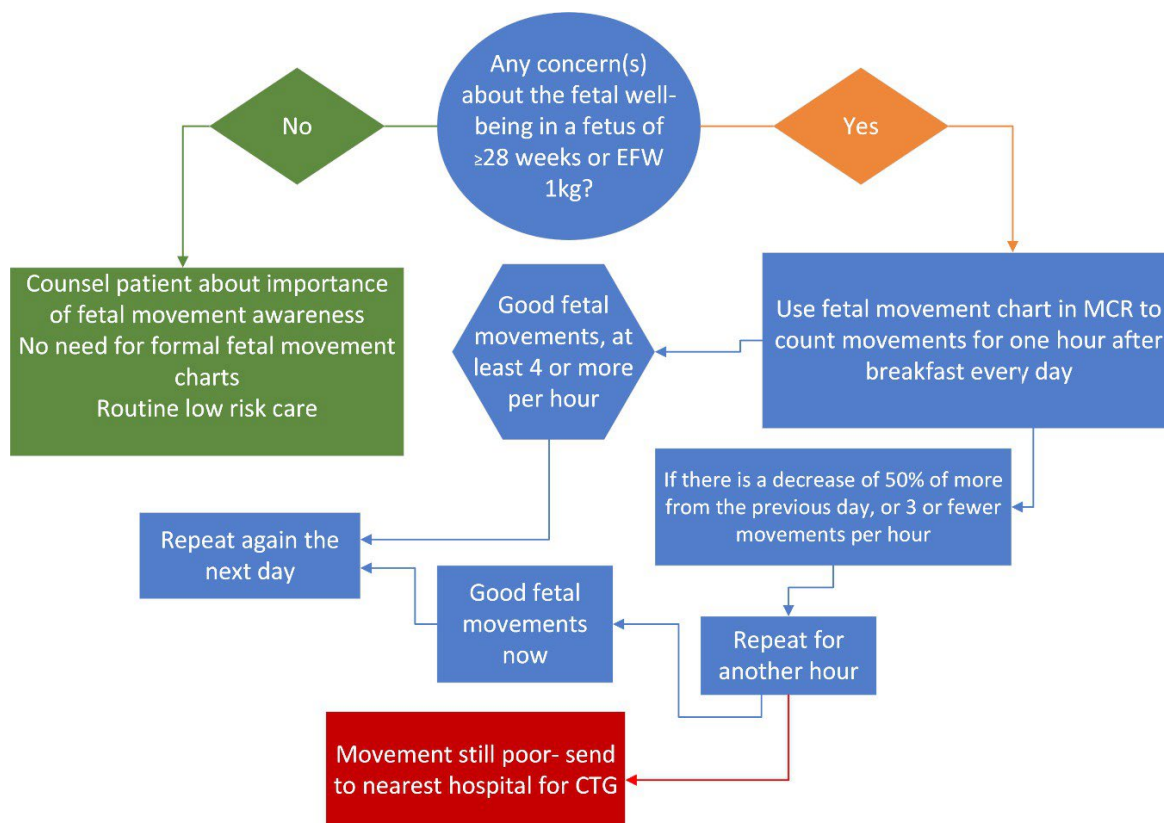 Any concern(s)
about the fetal well-
being in a fetus of
≥28 weeks or EFW
1kg?
No
Yes
Counsel patient about importance
of fetal movement awareness
No need for formal fetal movement
charts
Routine low risk care
Good fetal
movements, at
least 4 or more
per hour
Use fetal movement chart in MCR to
count movements for one hour after
breakfast every day
If there is a decrease of 50% of more
from the previous day, or 3 or fewer
movements per hour
Repeat again the
next day
Good fetal
movements
now
Repeat for
another hour
Movement still poor- send
to nearest hospital for CTG